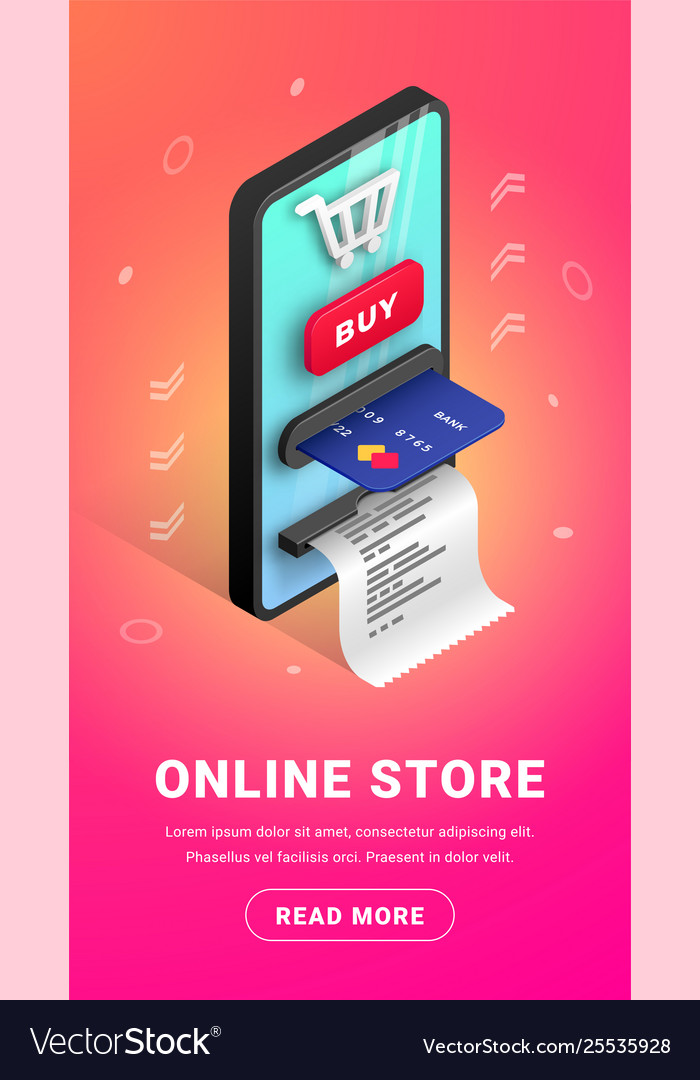 BUY
009
22
8765
BANK
ONLINE STORE
Lorem ipsum dolor sit amet, consectetur adipiscing elit.
Phasellus vel facilisis orci. Praesent in dolor velit.
READ MORE
VectorStock®
VectorStock.com/25535928